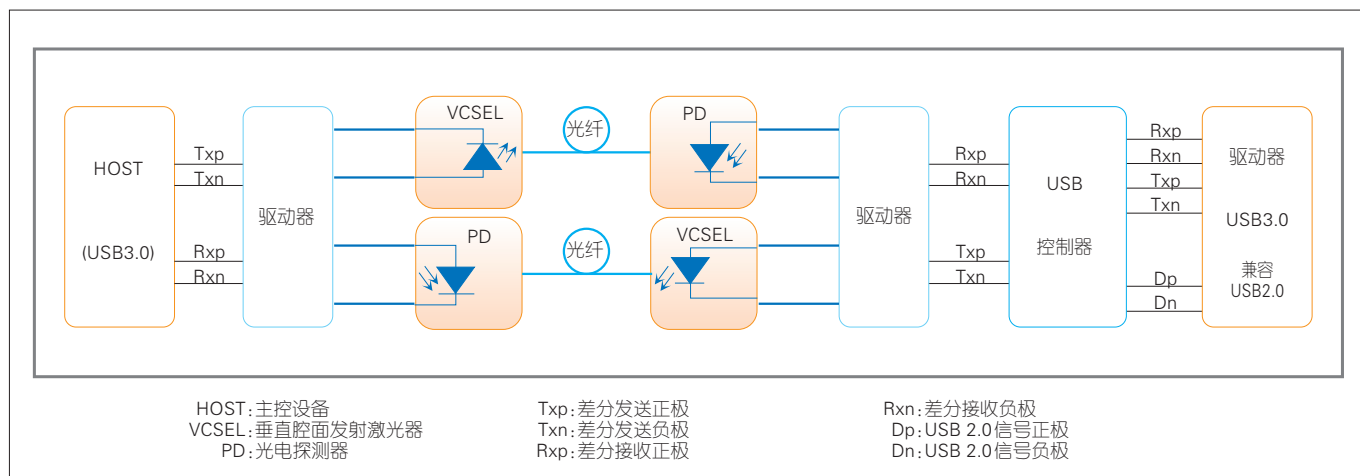 HOST
(USB3.0)
Txp
Txn
Rxp
Rxn
驱动器
VCSEL
PD
光纤
光纤
PD
VCSEL
驱动器
Rxp
Rxn
Txp
Txn
USB
控制器
Rxp
Rxn
Txp
Txn
Dp
Dn
驱动器
USB3.0
兼容
USB2.0
HOST:主控设备
VCSEL:垂直腔面发射激光器
PD:光电探测器
Txp:差分发送正极
Txn:差分发送负极
Rxp:差分接收正极
Rxn:差分接收负极
Dp:USB 2.0信号正极
Dn:USB 2.0信号负极